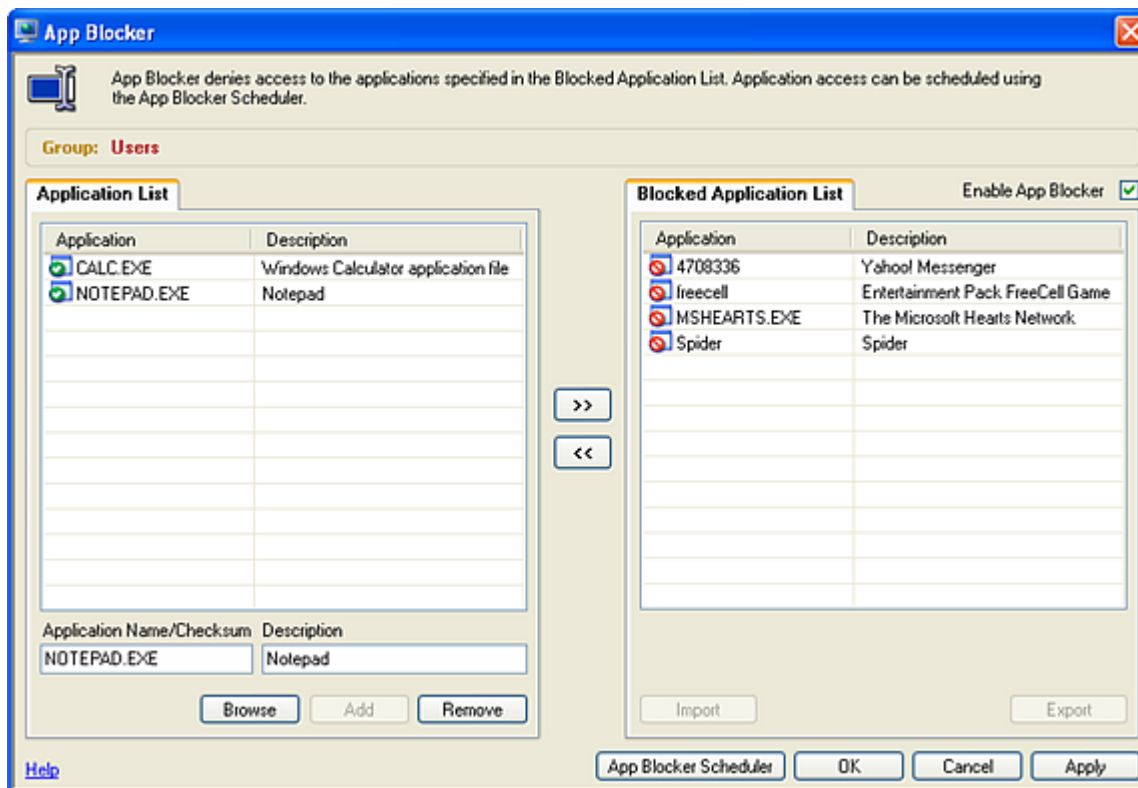 App Blocker
App Blocker denies access to the applications specified in the Blocked Application List. Application access can be scheduled using
the App Blocker Scheduler.
Group: Users
Application List
Application Description
CALC.EXE Windows Calculator application file
NOTEPAD.EXE Notepad
Application Name/Checksum Description
NOTEPAD.EXE Notepad
Browse Add Remove
>>
<<
Blocked Application List Enable App Blocker
Application Description
4708336 Yahoo! Messenger
freecell Entertainment Pack FreeCell Game
MSHEARTS.EXE The Microsoft Hearts Network
Spider Spider
Import Export
Help App Blocker Scheduler OK Cancel Apply